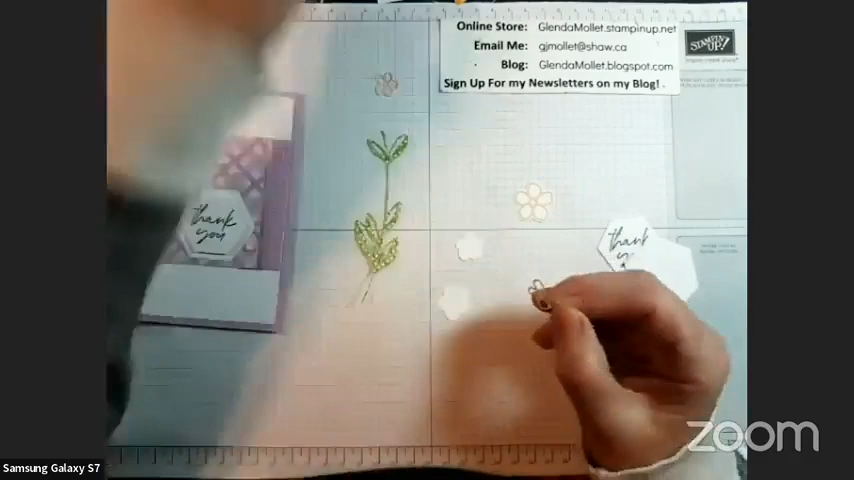 Online Store: GlendaMollet.stampinup.net
Email Me: gjmollet@shaw.ca
Blog: GlendaMollet.blogspot.com
Sign Up For my Newsletters on my Blog!
STAMPIN' UP!
thank
you
thank
y
zoom
Samsung Galaxy S7